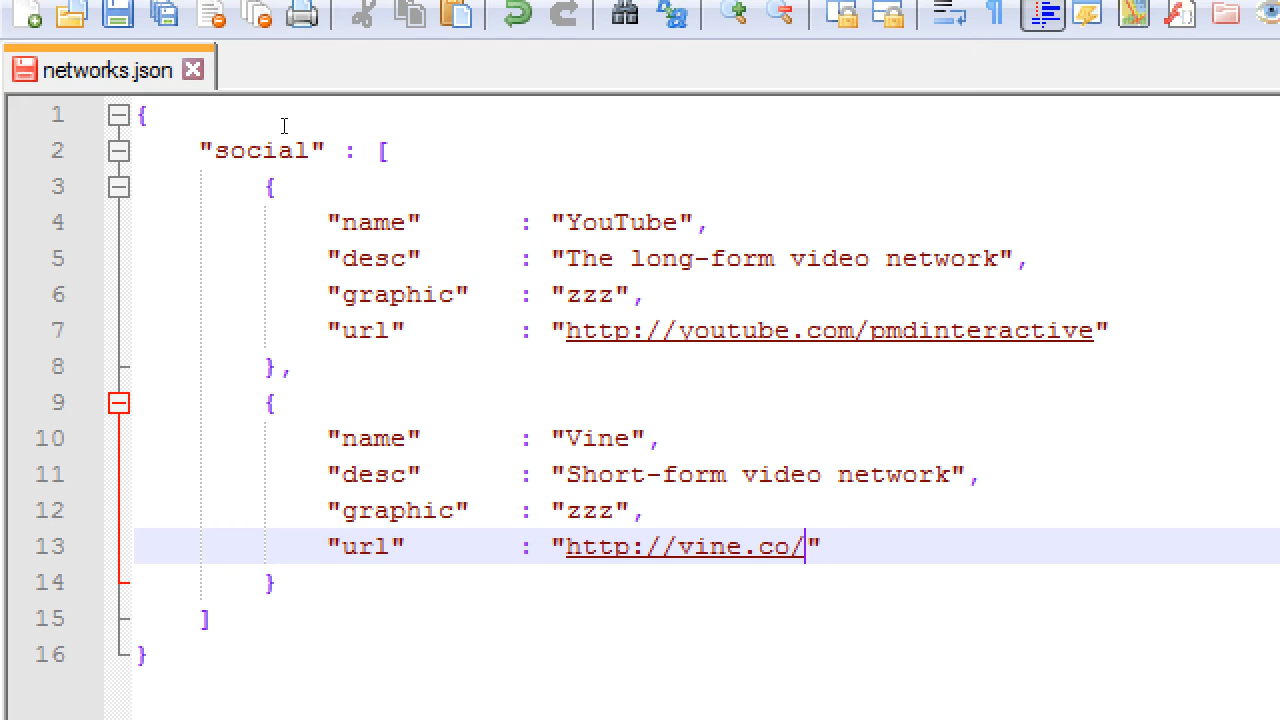 networks.json
1 {
2 "social" : [
3 {
4 "name" : "YouTube",
5 "desc" : "The long-form video network",
6 "graphic" : "zzz",
7 "url" : "http://youtube.com/pmdinteractive"
8 },
9 {
10 "name" : "Vine",
11 "desc" : "Short-form video network",
12 "graphic" : "zzz",
13 "url" : "http://vine.co/"
14 }
15 ]
16 }